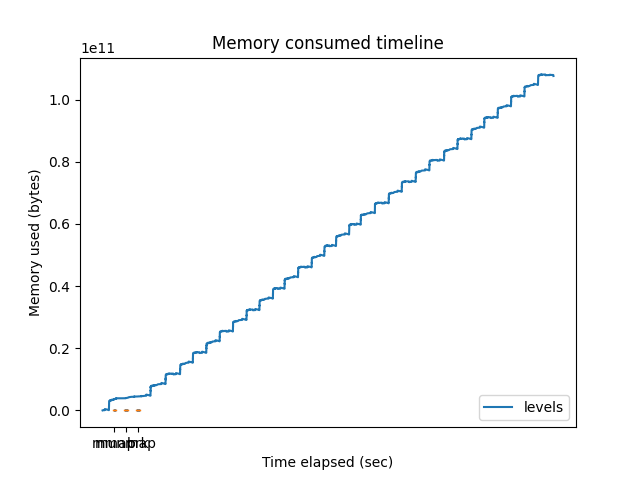 Memory consumed timeline
1e11
1.0
0.8
0.6
0.4
0.2
0.0
Memory used (bytes)
levels
Time elapsed (sec)